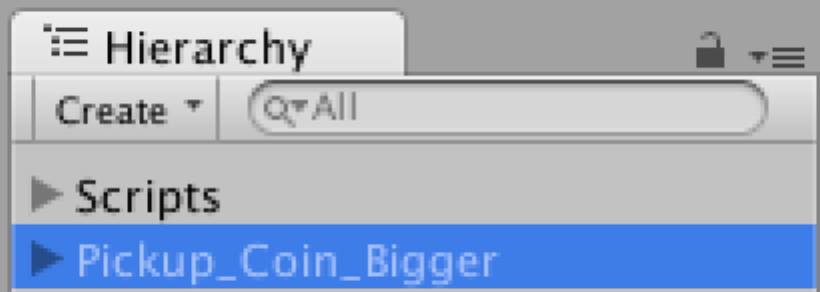 Hierarchy
Create All
Scripts
Pickup_Coin_Bigger